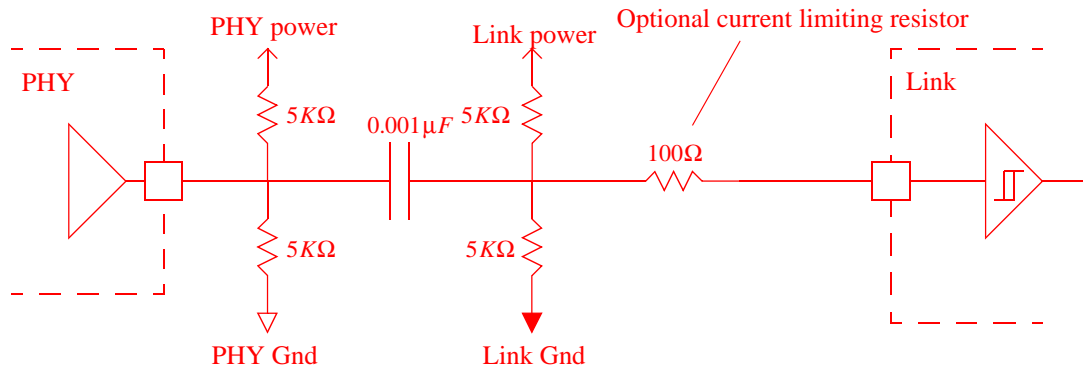 Optional current limiting resistor
PHY power
Link power
PHY
Link
5KΩ
5KΩ
0.001μF
100Ω
5KΩ
5KΩ
PHY Gnd
Link Gnd